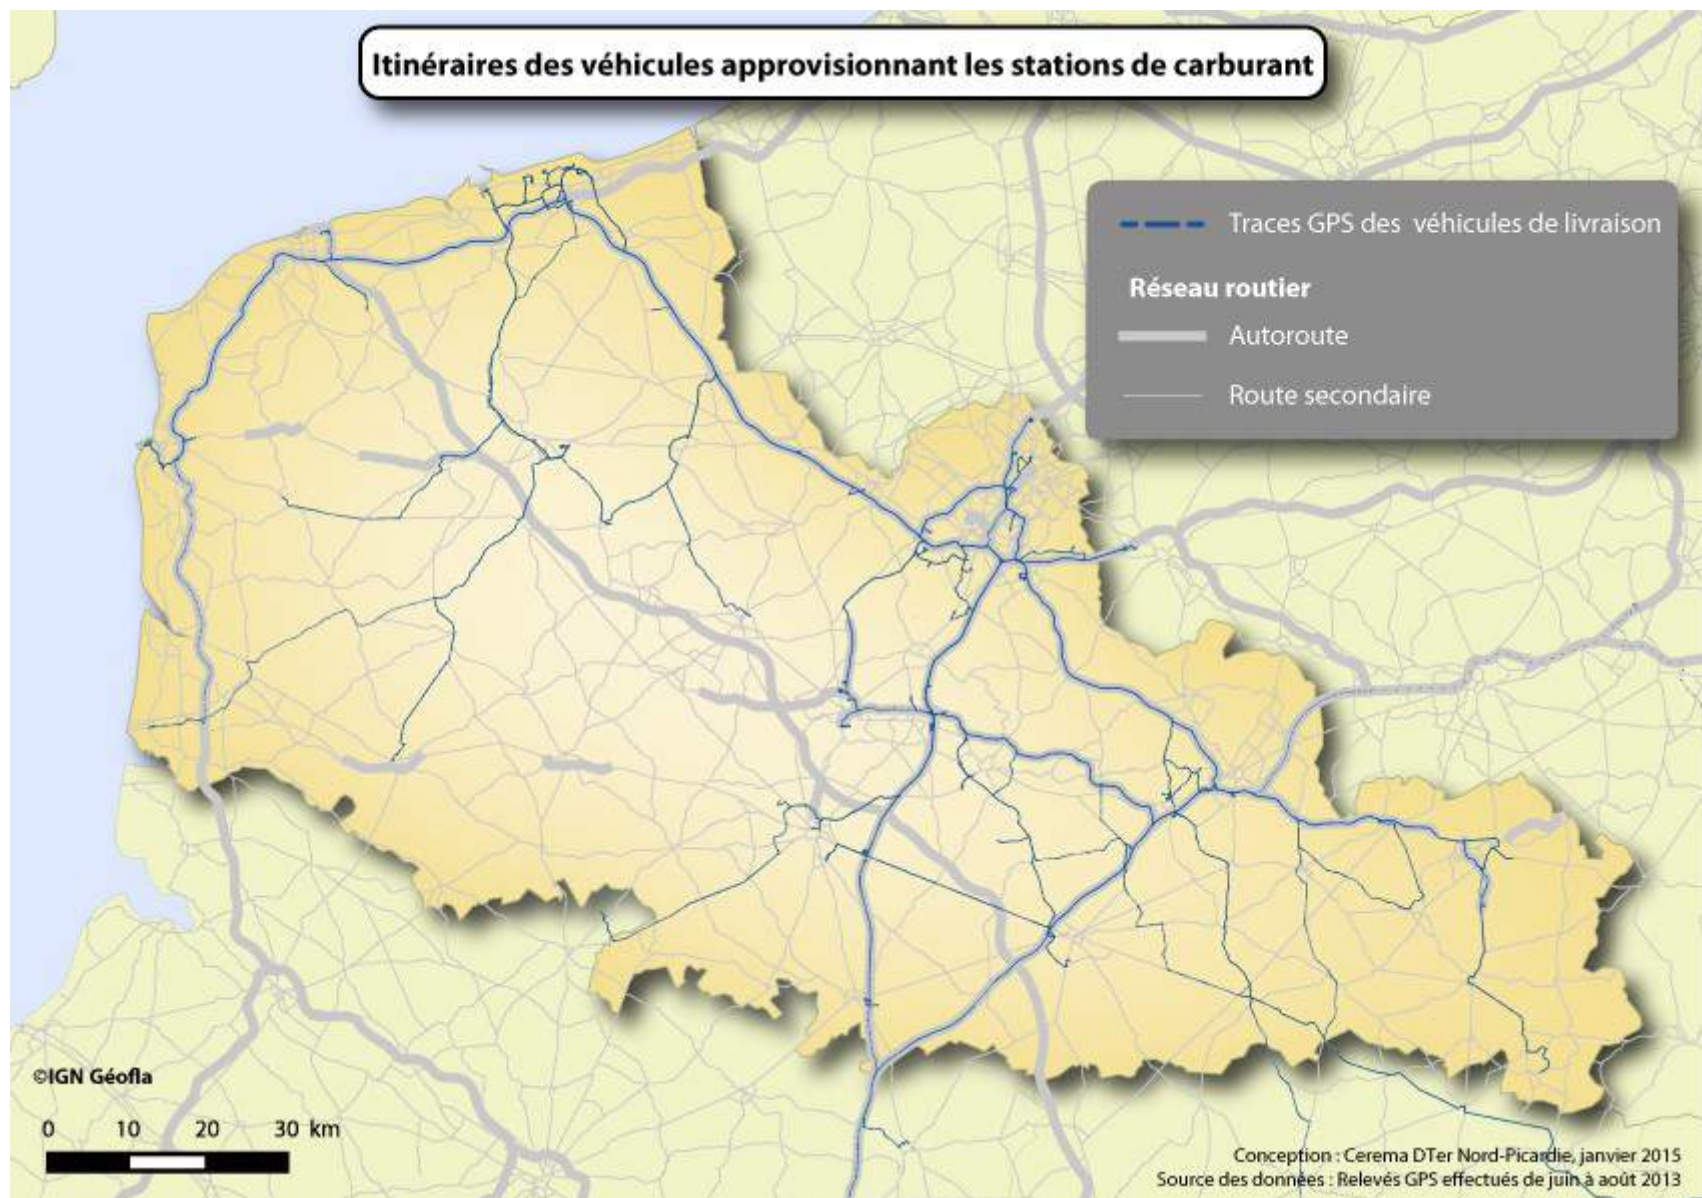 Itinéraires des véhicules approvisionnant les stations de carburant
Traces GPS des véhicules de livraison
Réseau routier
Autoroute
Route secondaire
©IGN Géofla
0 10 20 30 km
Conception : Cerema DTer Nord-Picardie, janvier 2015
Source des données : Relevés GPS effectués de juin à août 2013